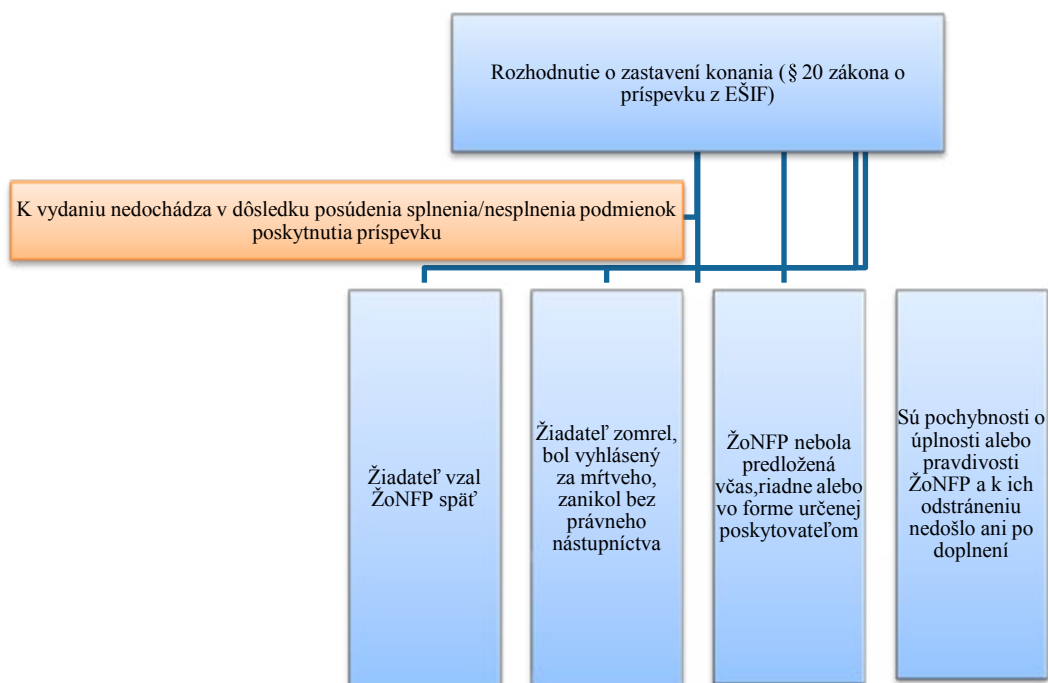 Rozhodnutie o zastavení konania (§ 20 zákona o
príspevku z EŠIF)
K vydaniu nedochádza v dôsledku posúdenia splnenia/nesplnenia podmienok
poskytnutia príspevku
Žiadateľ vzal
ŽoNFP späť
Žiadateľ zomrel,
bol vyhlásený
za mŕtveho,
zanikol bez
právneho
nástupníctva
ŽoNFP nebola
predložená
včas,riadne alebo
vo forme určenej
poskytovateľom
Sú pochybnosti o
úplnosti alebo
pravdivosti
ŽoNFP a k ich
odstráneniu
nedošlo ani po
doplnení